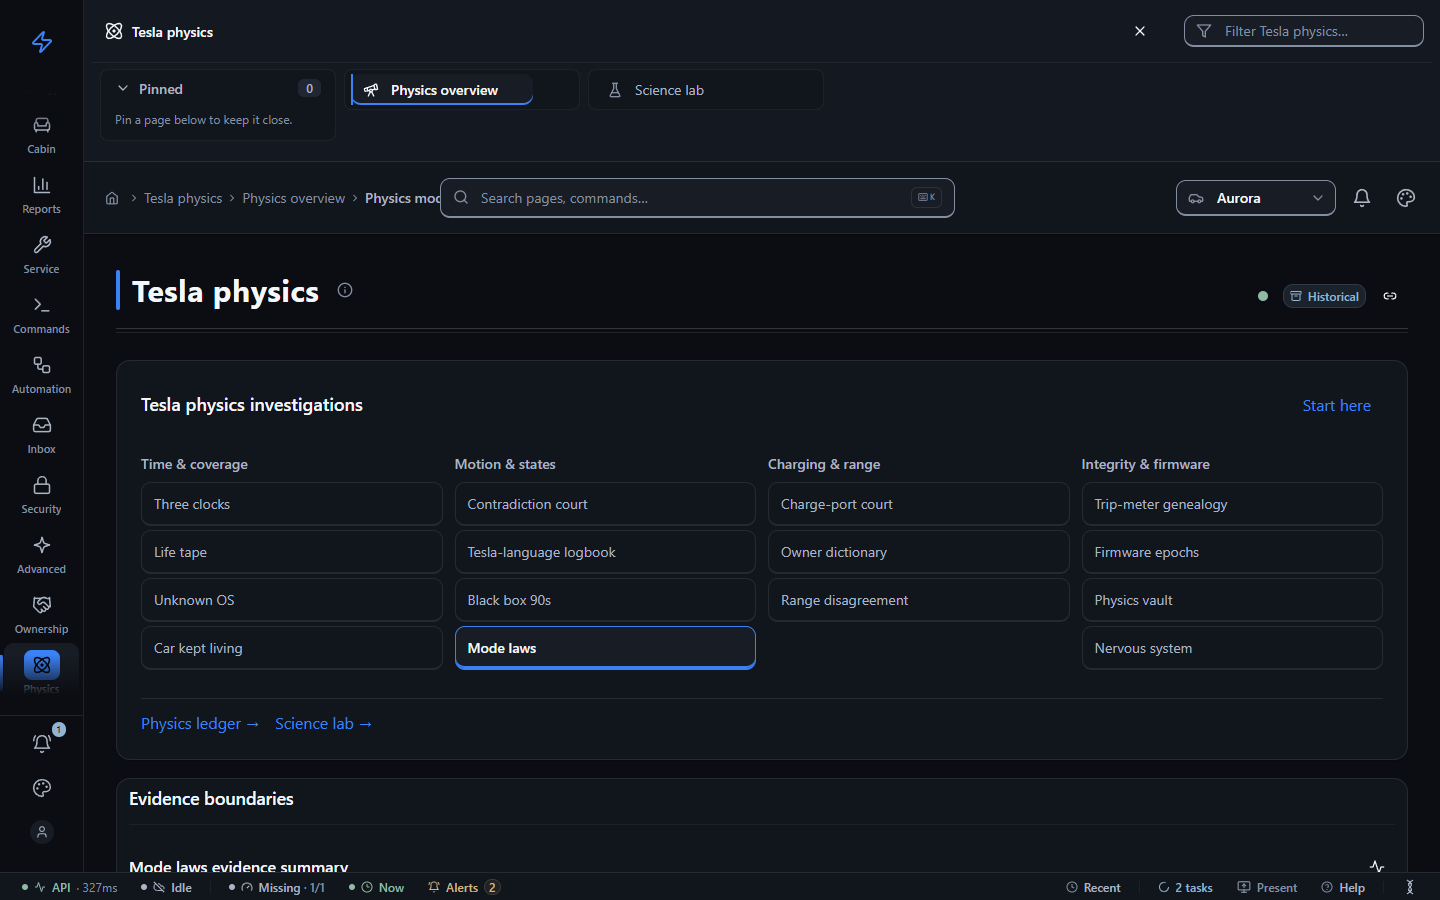 Tesla physics
Filter Tesla physics...
Pinned
0
Pin a page below to keep it close.
Physics overview
Science lab
Cabin
Reports
Service
Commands
Automation
Inbox
Security
Advanced
Ownership
Physics
1
Tesla physics
Physics overview
Physics mod
Search pages, commands...
K
Aurora
Tesla physics
Historical
Tesla physics investigations
Start here
Time & coverage
Three clocks
Life tape
Unknown OS
Car kept living
Motion & states
Contradiction court
Tesla-language logbook
Black box 90s
Mode laws
Charging & range
Charge-port court
Owner dictionary
Range disagreement
Integrity & firmware
Trip-meter genealogy
Firmware epochs
Physics vault
Nervous system
Physics ledger →
Science lab →
Evidence boundaries
Mode laws evidence summary
API · 327ms
Idle
Missing · 1/1
Now
Alerts 2
Recent
2 tasks
Present
Help